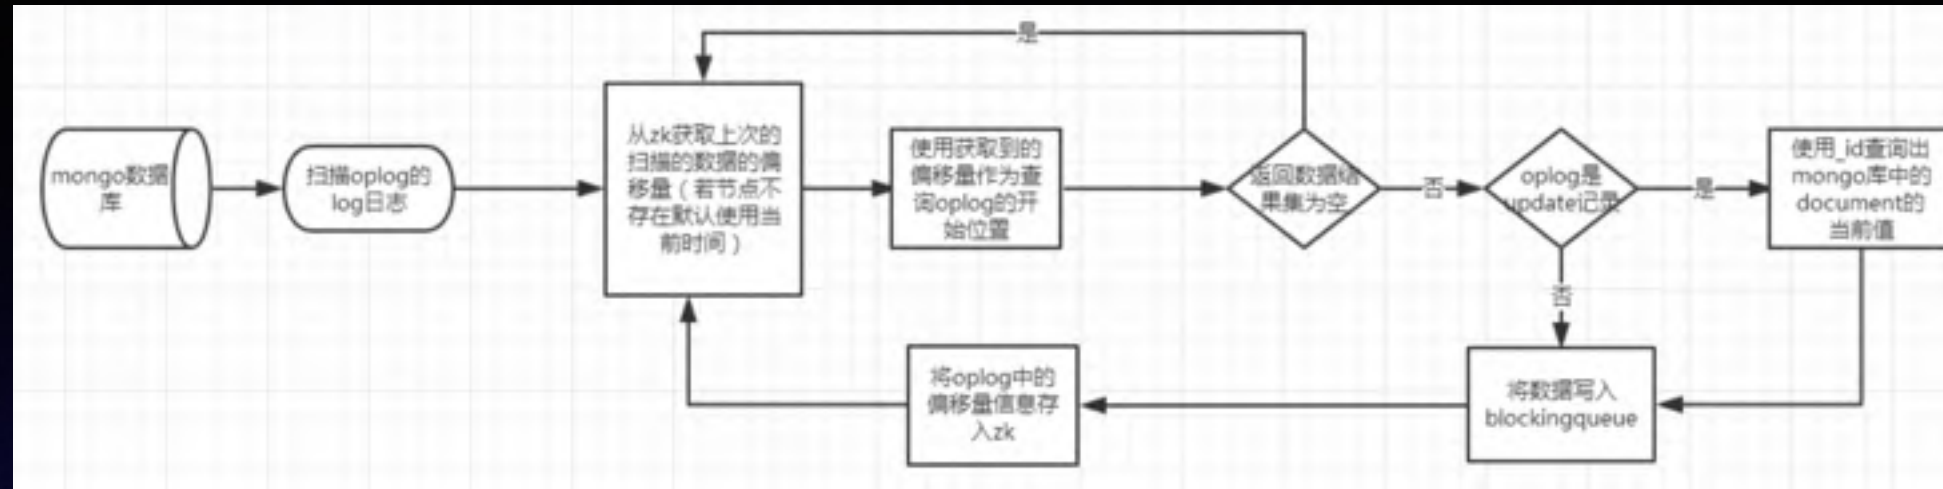 是
mongo数据
库
扫描oplog的
log日志
从zk获取上次的
扫描的数据的偏
移量（若节点不
存在默认使用当
前时间）
使用获取到的
偏移量作为查
询oplog的开
始位置
返回数据结
果集为空
否
oplog是
update记录
是
使用_id查询出
mongo库中的
document的
当前值
否
将oplog中的
偏移量信息存
入zk
将数据写入
blockingqueue